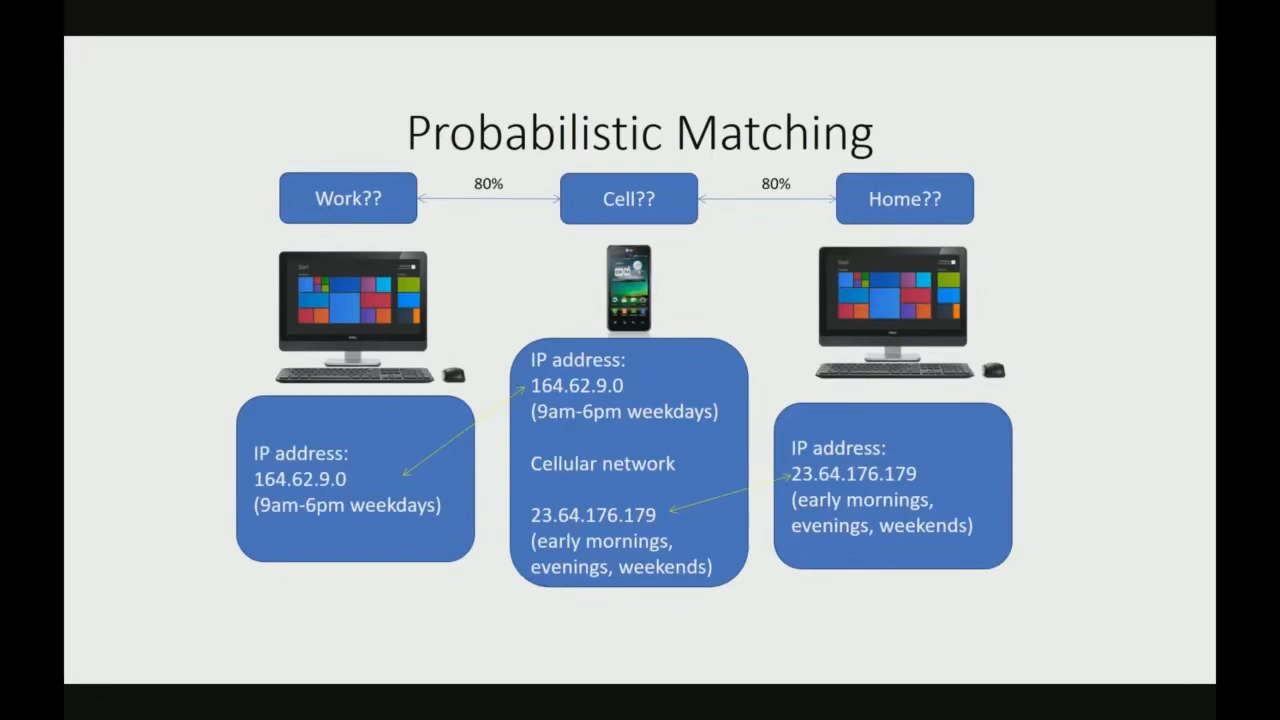 Probabilistic Matching
Work??
80%
Cell??
80%
Home??
Start
Start
IP address:
164.62.9.0
(9am-6pm weekdays)
IP address:
164.62.9.0
(9am-6pm weekdays)
Cellular network
23.64.176.179
(early mornings,
evenings, weekends)
IP address:
23.64.176.179
(early mornings,
evenings, weekends)